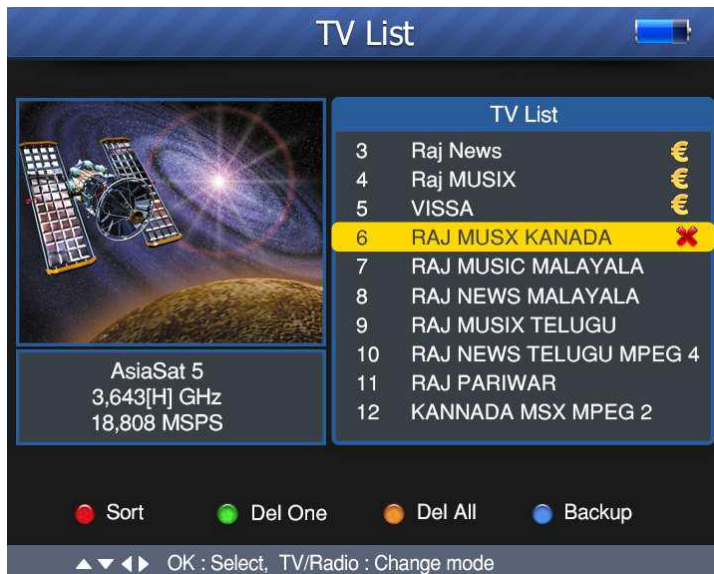 TV List
TV List
3 Raj News €
4 Raj MUSIX €
5 VISSA €
6 RAJ MUSX KANADA
7 RAJ MUSIC MALAYALA
8 RAJ NEWS MALAYALA
9 RAJ MUSIX TELUGU
10 RAJ NEWS TELUGU MPEG 4
11 RAJ PARIWAR
12 KANNADA MSX MPEG 2
AsiaSat 5
3,643[H] GHz
18,808 MSPS
Sort Del One Del All Backup
OK : Select, TV/Radio : Change mode